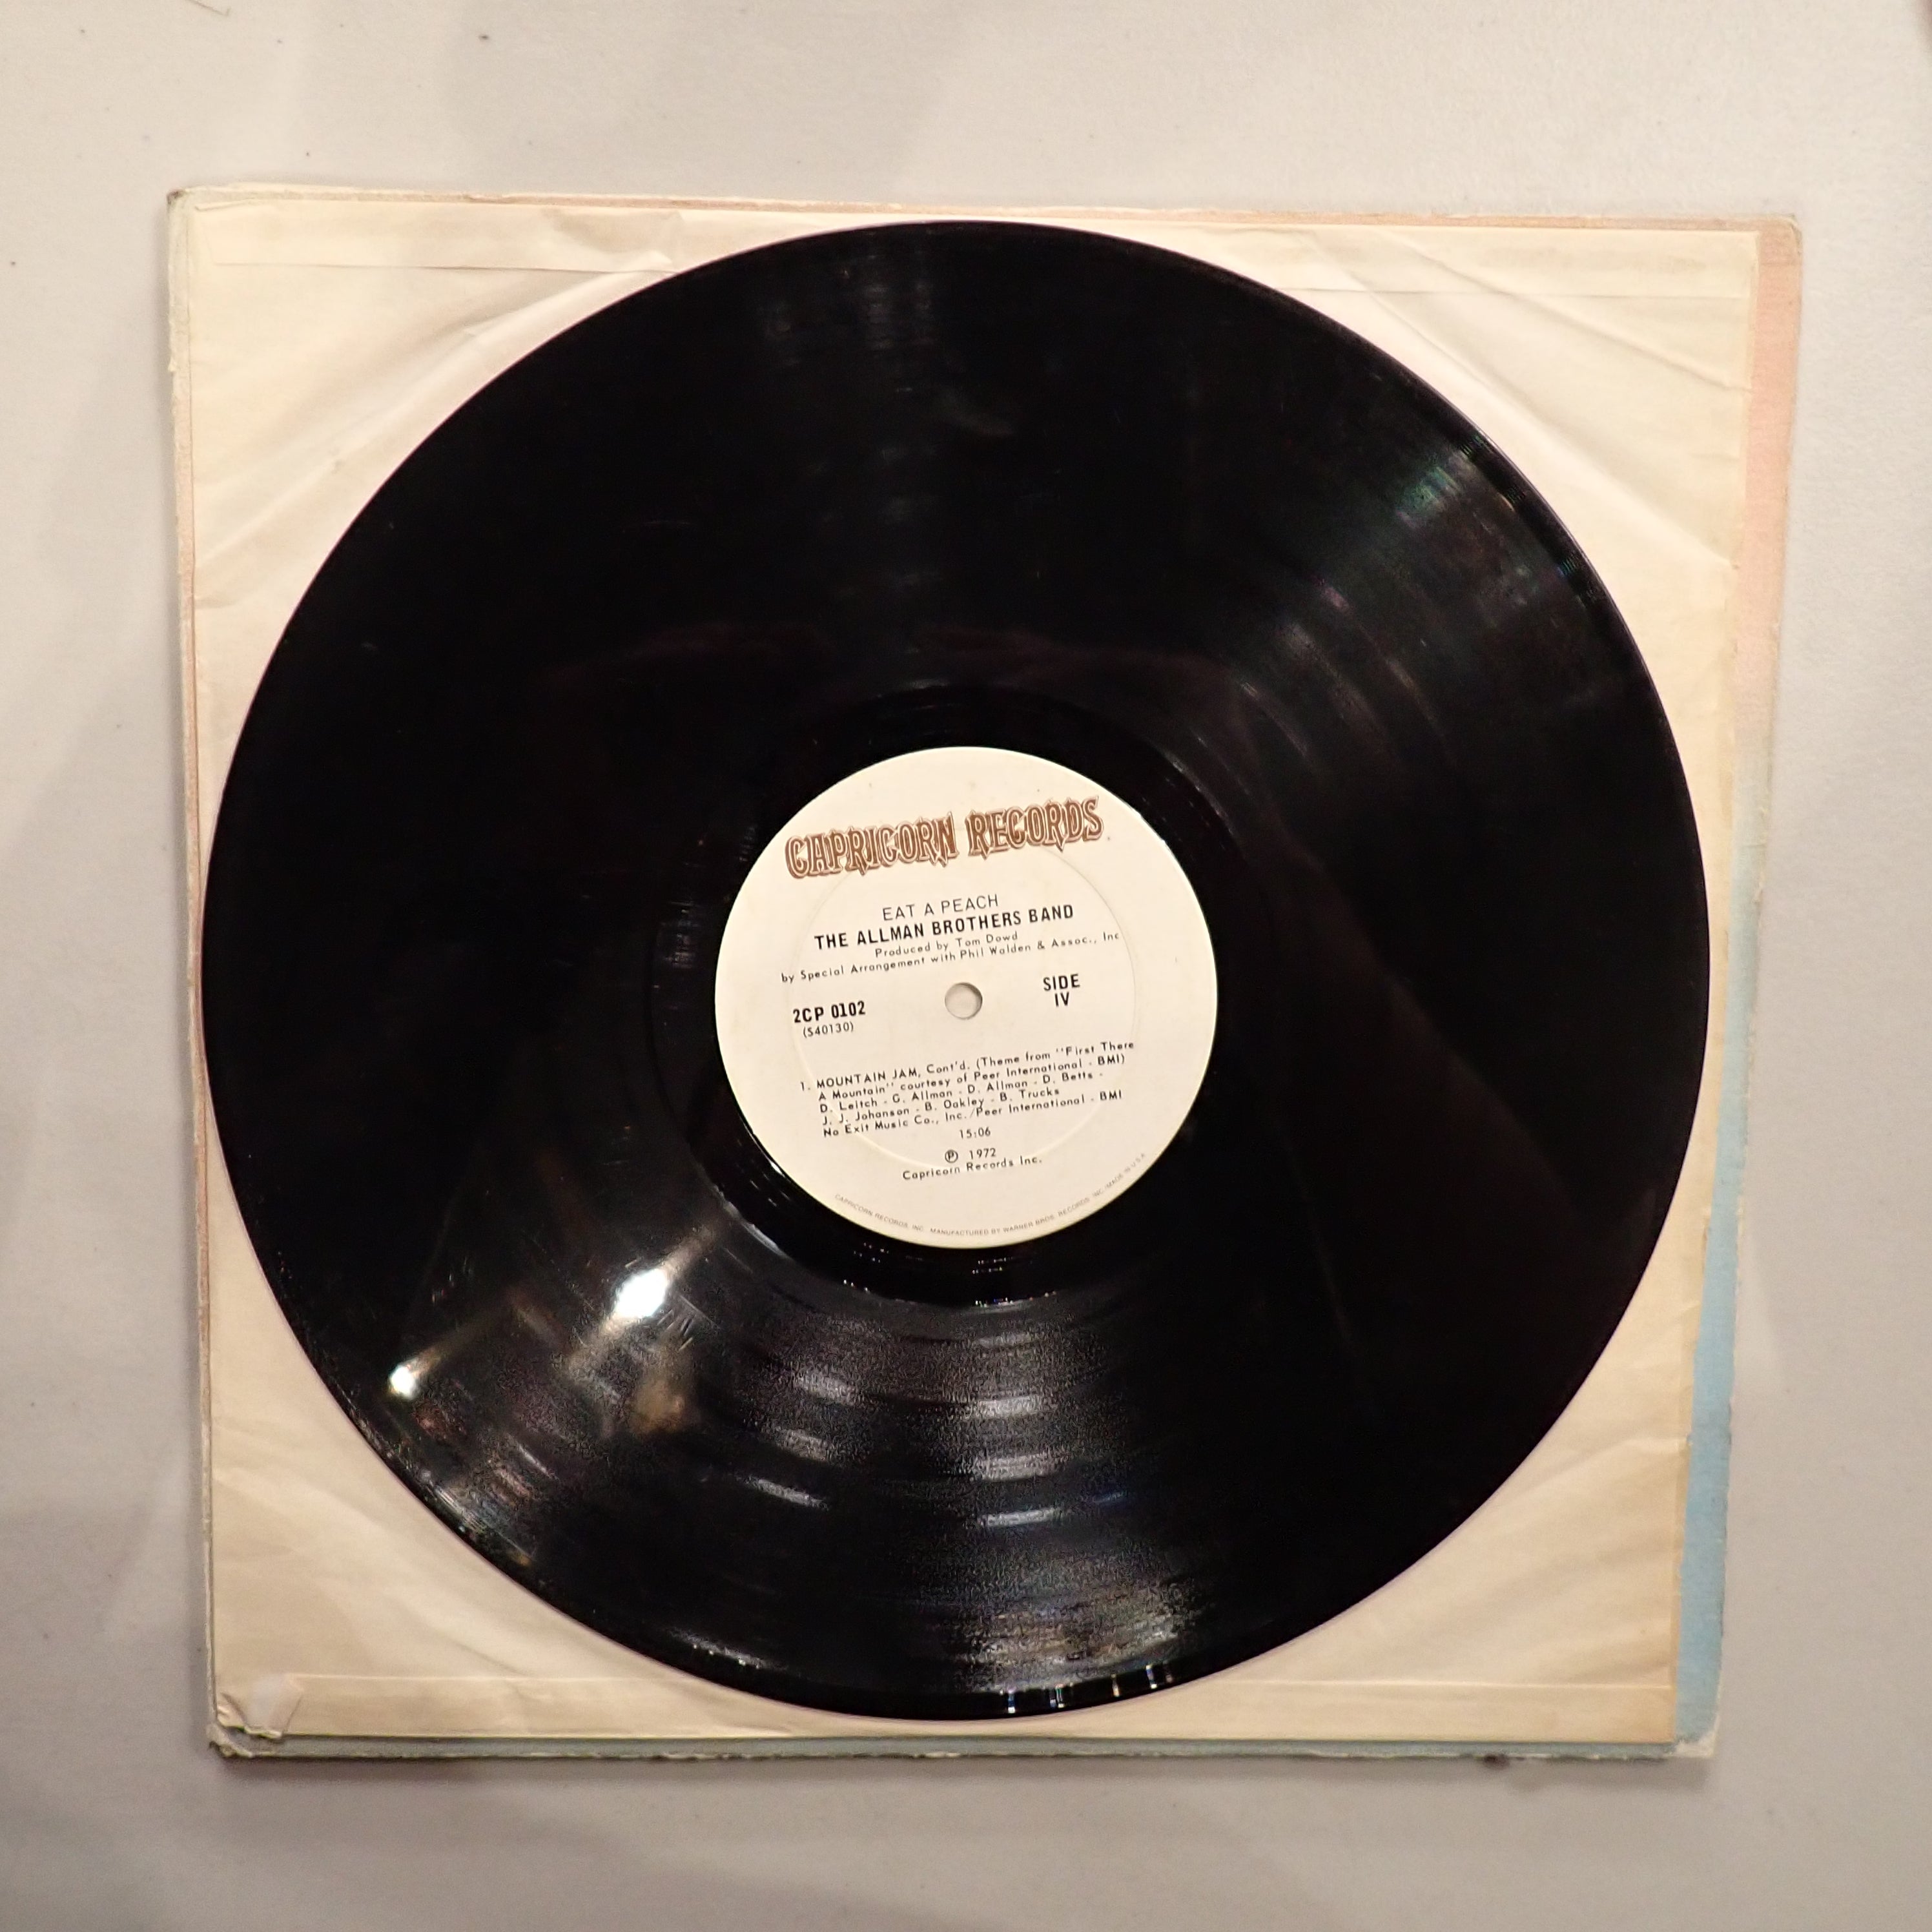 CAPRICORN RECORDS
EAT A PEACH
THE ALLMAN BROTHERS BAND
Produced by Tom Dowd
by Special Arrangement with Phil Walden & Assoc., Inc
2CP 0102
(S40130)
SIDE
IV
1. MOUNTAIN JAM, Cont'd. (Theme from "First There
A Mountain" courtesy of Peer International - BMI)
D. Leitch - G. Allman - D. Allman - D. Betts -
J. J. Johanson - B. Oakley - B. Trucks
No Exit Music Co., Inc./Peer International - BMI
15:06
℗ 1972
Capricorn Records Inc.
CAPRICORN RECORDS, INC. MANUFACTURED BY WARNER BROS. RECORDS, INC. MADE IN U.S.A.